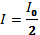 I = I₀/2